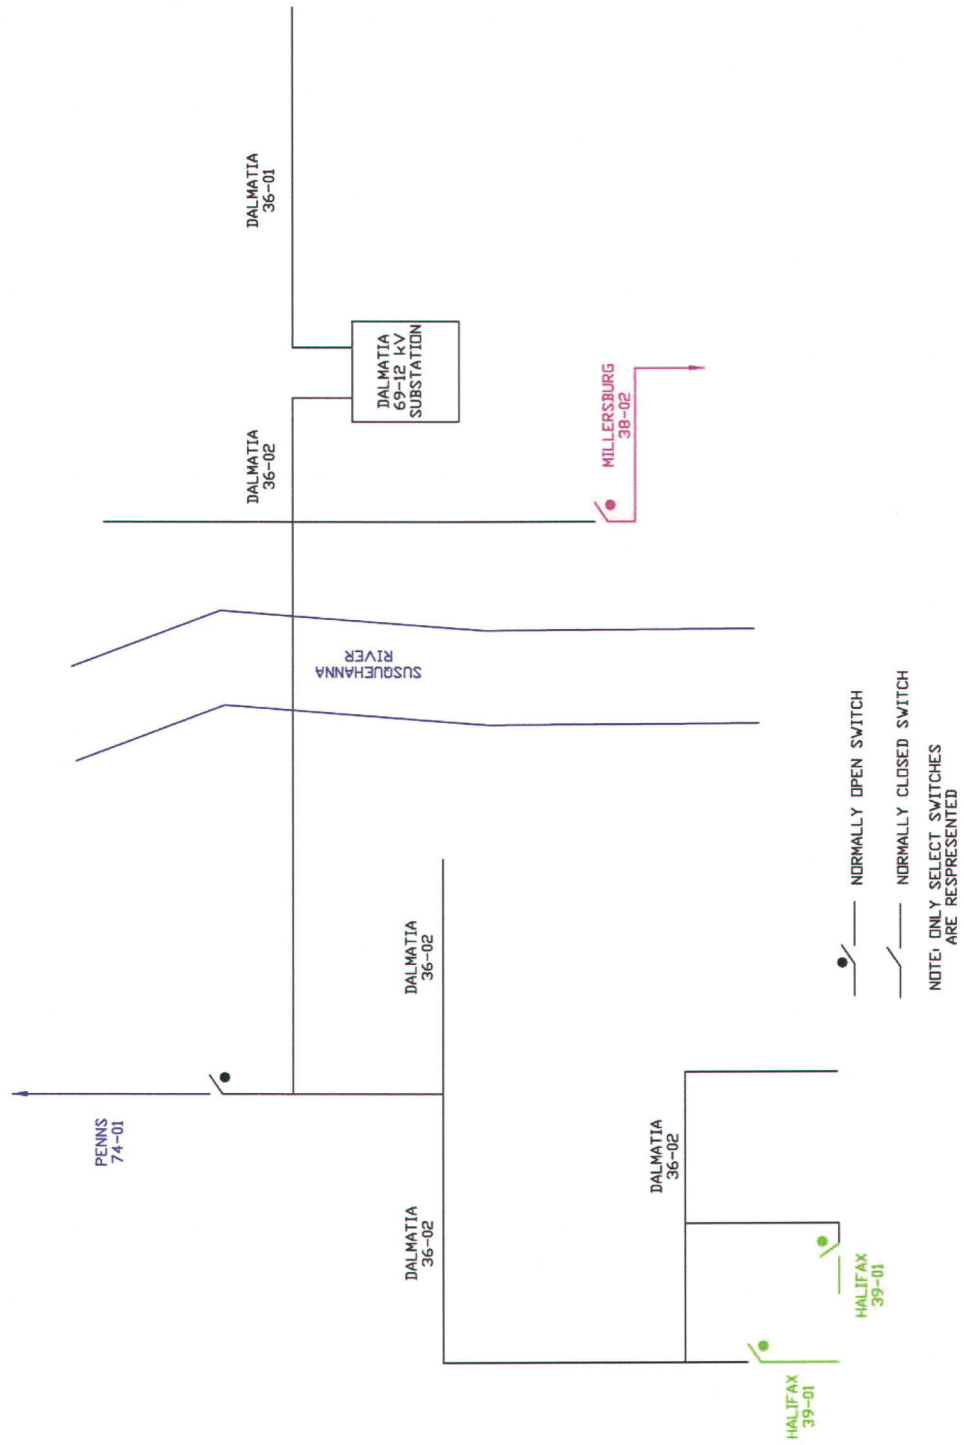 DALMATIA
36-01
DALMATIA
69-12 kV
SUBSTATION
DALMATIA
36-02
MILLERSBURG
38-02
SUSQUEHANNA
RIVER
DALMATIA
36-02
PENNS
74-01
DALMATIA
36-02
DALMATIA
36-02
HALIFAX
39-01
HALIFAX
39-01
NORMALLY OPEN SWITCH
NORMALLY CLOSED SWITCH
NOTE: ONLY SELECT SWITCHES
ARE RESPRESENTED